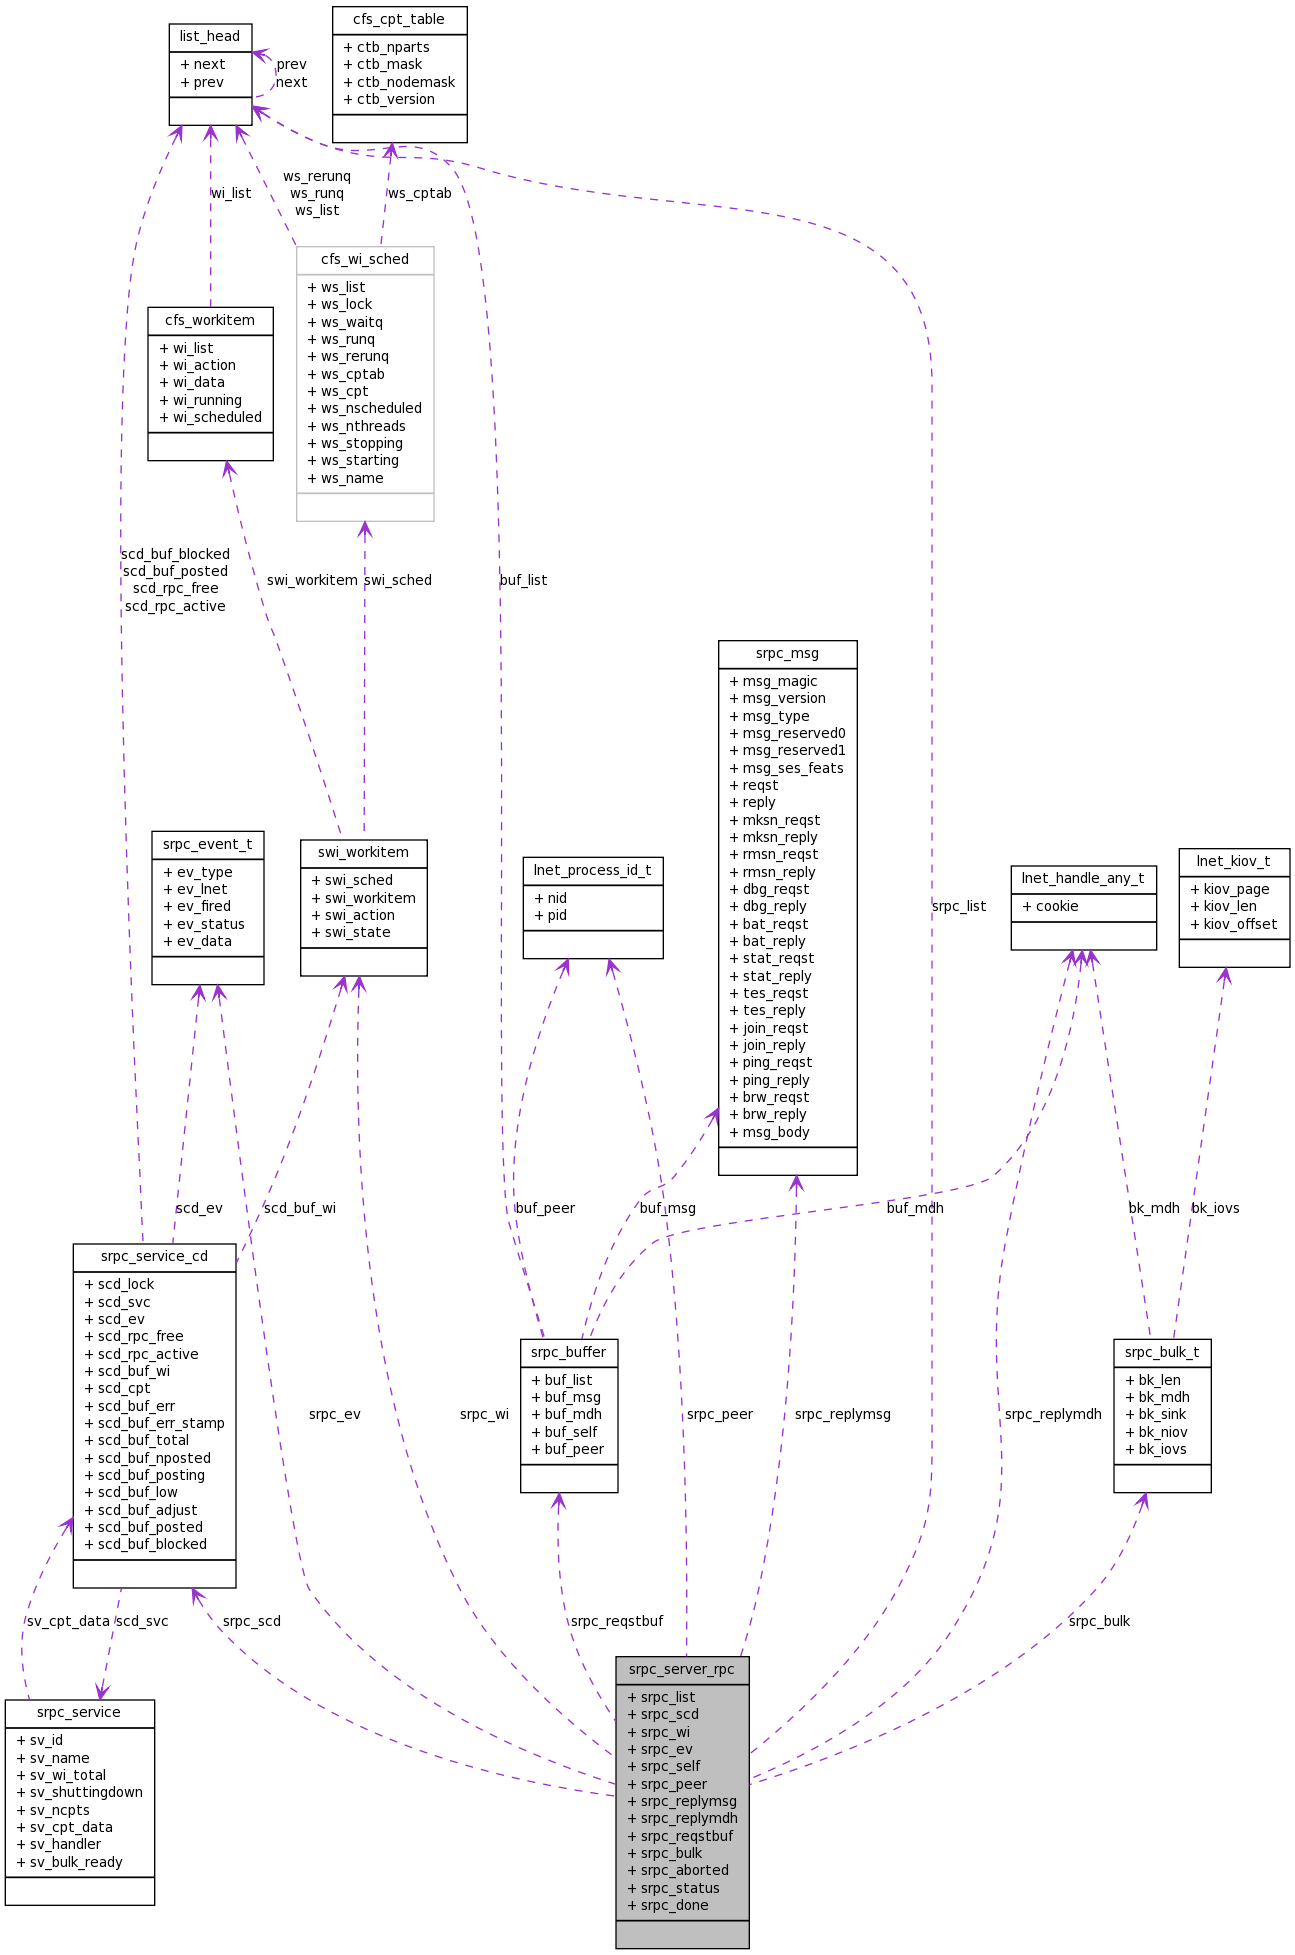 cfs_cpt_table
+ ctb_nparts
+ ctb_mask
+ ctb_nodemask
+ ctb_version
list_head
+ next
+ prev
prev
next
ws_rerunq
ws_runq
ws_list
wi_list
ws_cptab
cfs_wi_sched
+ ws_list
+ ws_lock
+ ws_waitq
+ ws_runq
+ ws_rerunq
+ ws_cptab
+ ws_cpt
+ ws_nscheduled
+ ws_nthreads
+ ws_stopping
+ ws_starting
+ ws_name
cfs_workitem
+ wi_list
+ wi_action
+ wi_data
+ wi_running
+ wi_scheduled
scd_buf_blocked
scd_buf_posted
scd_rpc_free
scd_rpc_active
swi_workitem
swi_sched
buf_list
srpc_msg
+ msg_magic
+ msg_version
+ msg_type
+ msg_reserved0
+ msg_reserved1
+ msg_ses_feats
+ reqst
+ reply
+ mksn_reqst
+ mksn_reply
+ rmsn_reqst
+ rmsn_reply
+ dbg_reqst
+ dbg_reply
+ bat_reqst
+ bat_reply
+ stat_reqst
+ stat_reply
+ tes_reqst
+ tes_reply
+ join_reqst
+ join_reply
+ ping_reqst
+ ping_reply
+ brw_reqst
+ brw_reply
+ msg_body
srpc_event_t
+ ev_type
+ ev_lnet
+ ev_fired
+ ev_status
+ ev_data
swi_workitem
+ swi_sched
+ swi_workitem
+ swi_action
+ swi_state
lnet_process_id_t
+ nid
+ pid
srpc_list
lnet_handle_any_t
+ cookie
lnet_kiov_t
+ kiov_page
+ kiov_len
+ kiov_offset
scd_ev
scd_buf_wi
buf_peer
buf_msg
buf_mdh
bk_mdh
bk_iovs
srpc_service_cd
+ scd_lock
+ scd_svc
+ scd_ev
+ scd_rpc_free
+ scd_rpc_active
+ scd_buf_wi
+ scd_cpt
+ scd_buf_err
+ scd_buf_err_stamp
+ scd_buf_total
+ scd_buf_nposted
+ scd_buf_posting
+ scd_buf_low
+ scd_buf_adjust
+ scd_buf_posted
+ scd_buf_blocked
srpc_ev
srpc_wi
srpc_buffer
+ buf_list
+ buf_msg
+ buf_mdh
+ buf_self
+ buf_peer
srpc_peer
srpc_replymsg
srpc_replymdh
srpc_bulk_t
+ bk_len
+ bk_mdh
+ bk_sink
+ bk_niov
+ bk_iovs
sv_cpt_data
scd_svc
srpc_scd
srpc_reqstbuf
srpc_bulk
srpc_service
+ sv_id
+ sv_name
+ sv_wi_total
+ sv_shuttingdown
+ sv_ncpts
+ sv_cpt_data
+ sv_handler
+ sv_bulk_ready
srpc_server_rpc
+ srpc_list
+ srpc_scd
+ srpc_wi
+ srpc_ev
+ srpc_self
+ srpc_peer
+ srpc_replymsg
+ srpc_replymdh
+ srpc_reqstbuf
+ srpc_bulk
+ srpc_aborted
+ srpc_status
+ srpc_done